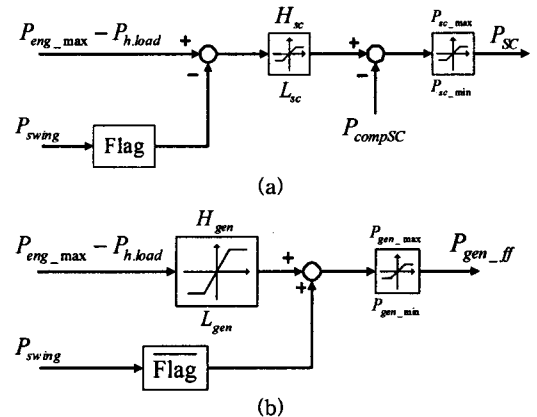 P_eng_max − P_h.load
+
−
H_sc
L_sc
+
−
P_sc_max
P_sc_min
P_SC
P_swing
Flag
P_compSC
(a)
P_eng_max − P_h.load
H_gen
L_gen
+
+
P_gen_max
P_gen_min
P_gen_ff
P_swing
F̅l̅a̅g̅
(b)